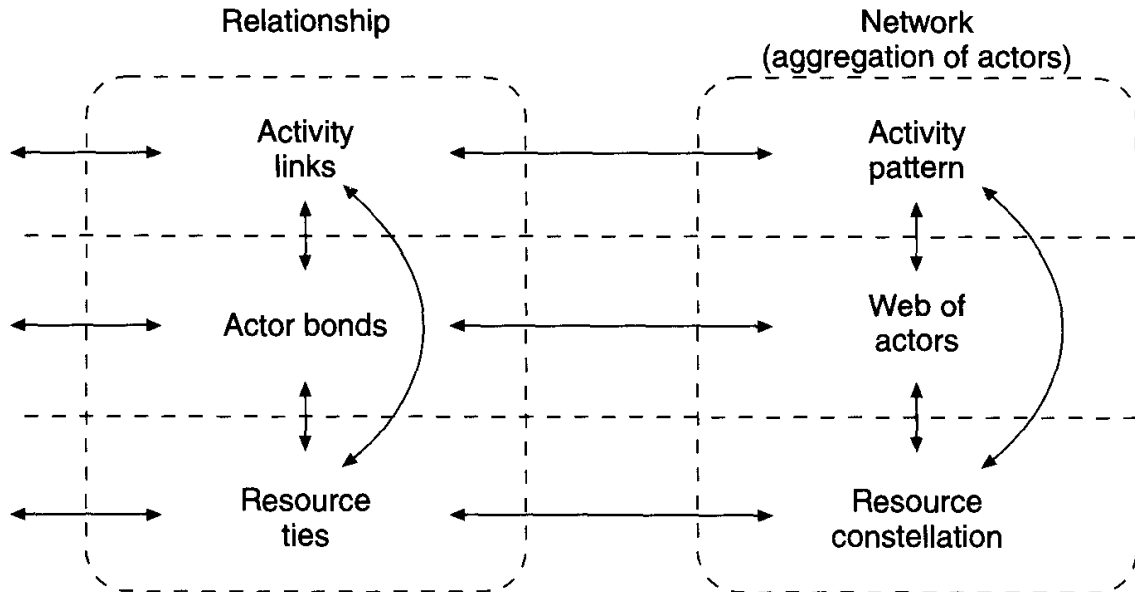 Relationship
Network
(aggregation of actors)
Activity
links
Activity
pattern
Actor bonds
Web of
actors
Resource
ties
Resource
constellation